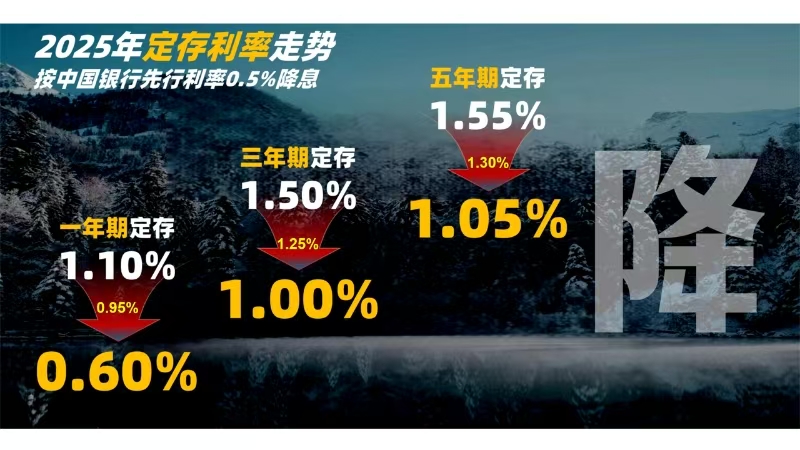 2025年定存利率走势
按中国银行先行利率0.5%降息
一年期定存
1.10%
0.95%
0.60%
三年期定存
1.50%
1.25%
1.00%
五年期定存
1.55%
1.30%
1.05%
降